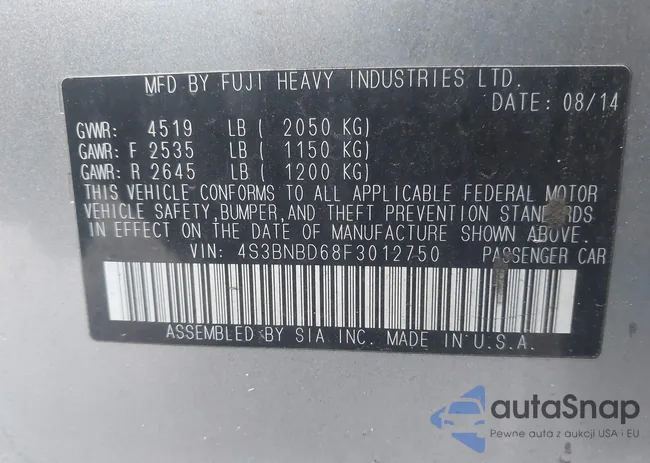 MFD BY FUJI HEAVY INDUSTRIES LTD.
DATE: 08/14
GVWR: 4519 LB ( 2050 KG)
GAWR: F 2535 LB ( 1150 KG)
GAWR: R 2645 LB ( 1200 KG)
THIS VEHICLE CONFORMS TO ALL APPLICABLE FEDERAL MOTOR
VEHICLE SAFETY, BUMPER, AND THEFT PREVENTION STANDARDS
IN EFFECT ON THE DATE OF MANUFACTURE SHOWN ABOVE.
VIN: 4S3BNBD68F3012750 PASSENGER CAR
ASSEMBLED BY SIA INC. MADE IN U.S.A.
autaSnap
Pewne auta z aukcji USA i EU